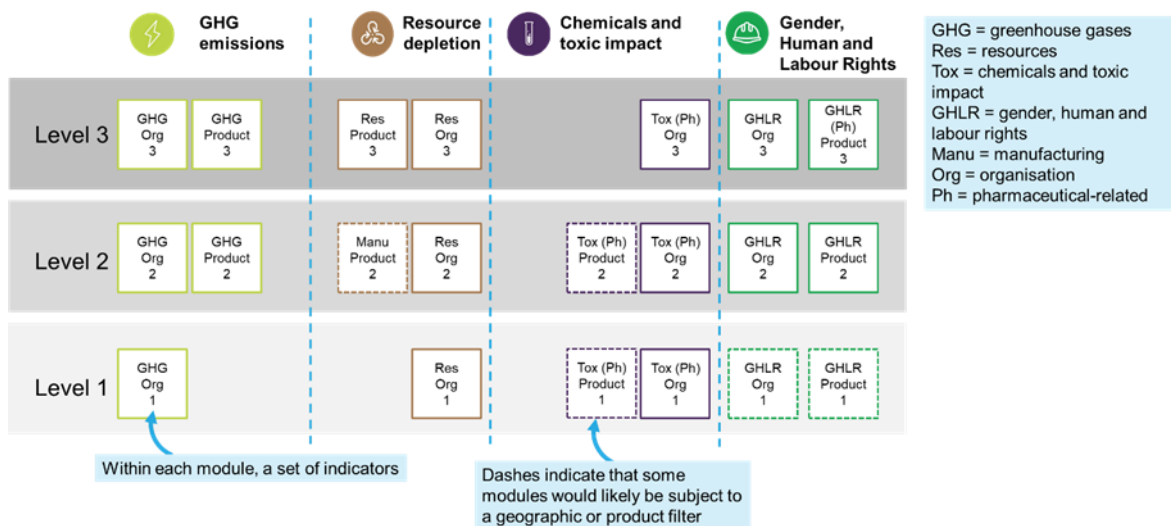 GHG
emissions
Resource
depletion
Chemicals and
toxic impact
Gender,
Human and
Labour Rights
GHG = greenhouse gases
Res = resources
Tox = chemicals and toxic
impact
GHLR = gender, human and
labour rights
Manu = manufacturing
Org = organisation
Ph = pharmaceutical-related
Level 3
GHG
Org
3
GHG
Product
3
Res
Product
3
Res
Org
3
Tox (Ph)
Org
3
GHLR
Org
3
GHLR
(Ph)
Product
3
Level 2
GHG
Org
2
GHG
Product
2
Manu
Product
2
Res
Org
2
Tox (Ph)
Product
2
Tox (Ph)
Org
2
GHLR
Org
2
GHLR
Product
2
Level 1
GHG
Org
1
Res
Org
1
Tox (Ph)
Product
1
Tox (Ph)
Org
1
GHLR
Org
1
GHLR
Product
1
Within each module, a set of indicators
Dashes indicate that some
modules would likely be subject to
a geographic or product filter